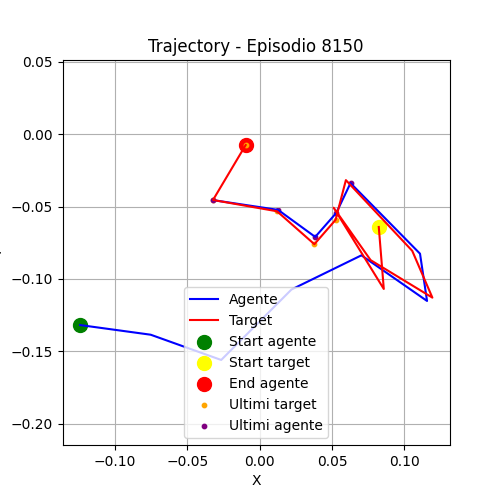 Trajectory - Episodio 8150
0.05
0.00
−0.05
−0.10
−0.15
−0.20
Agente
Target
Start agente
Start target
End agente
Ultimi target
Ultimi agente
−0.10
−0.05
0.00
0.05
0.10
X